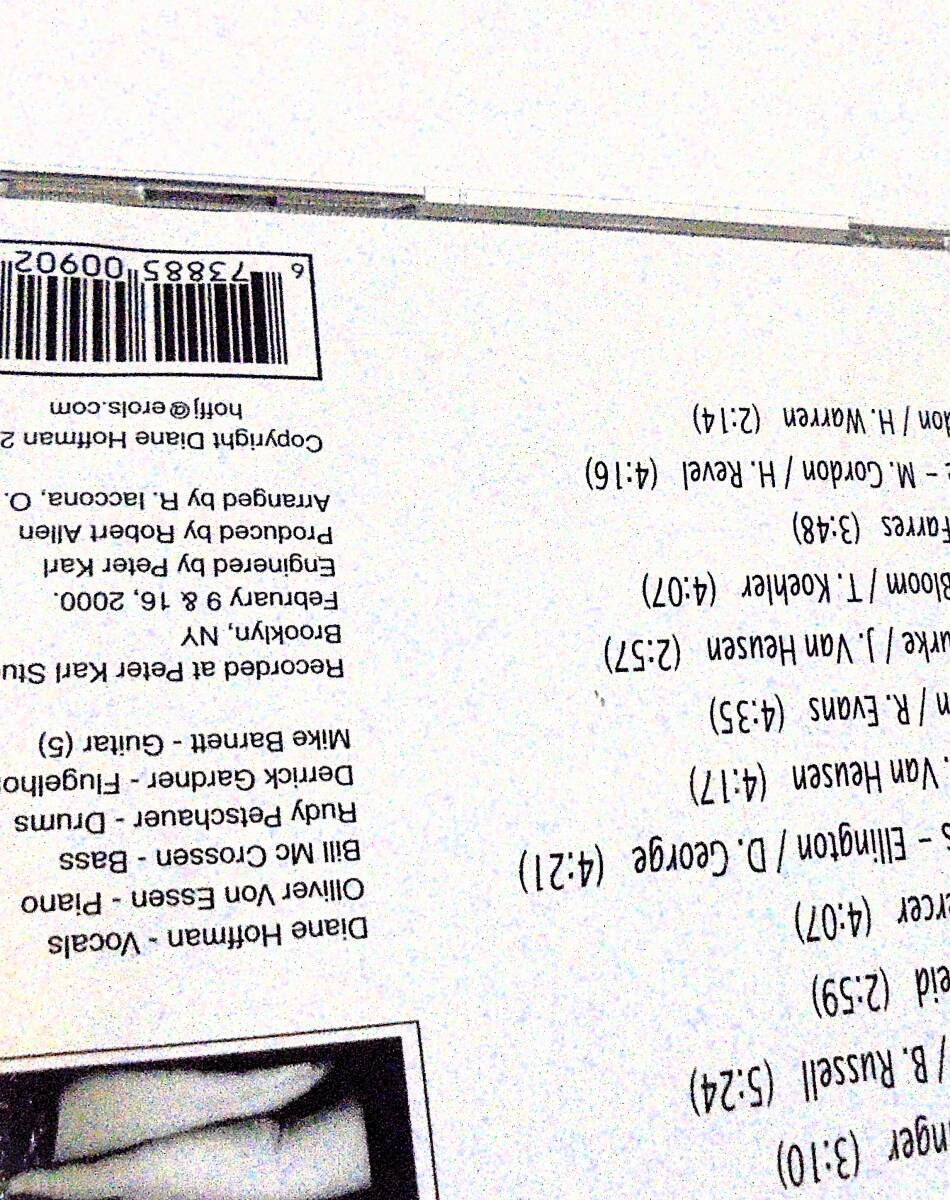 nger (3:10)
/ B. Russell (5:24)
eid (2:59)
ercer (4:07)
s – Ellington / D. George (4:21)
. Van Heusen (4:17)
n / R. Evans (4:35)
urke / J. Van Heusen (2:57)
Bloom / T. Koehler (4:07)
Farres (3:48)
e – M. Gordon / H. Revel (4:16)
don / H. Warren (2:14)
Diane Hoffman - Vocals
Olliver Von Essen - Piano
Bill Mc Crossen - Bass
Rudy Petschauer - Drums
Derrick Gardner - Flugelho
Mike Barnett - Guitar (5)
Recorded at Peter Karl Stu
Brooklyn, NY
February 9 & 16, 2000.
Enginered by Peter Karl
Produced by Robert Allen
Arranged by R. Iaccona, O.
Copyright Diane Hoffman 2
hoffj@erols.com
6 73885 00902